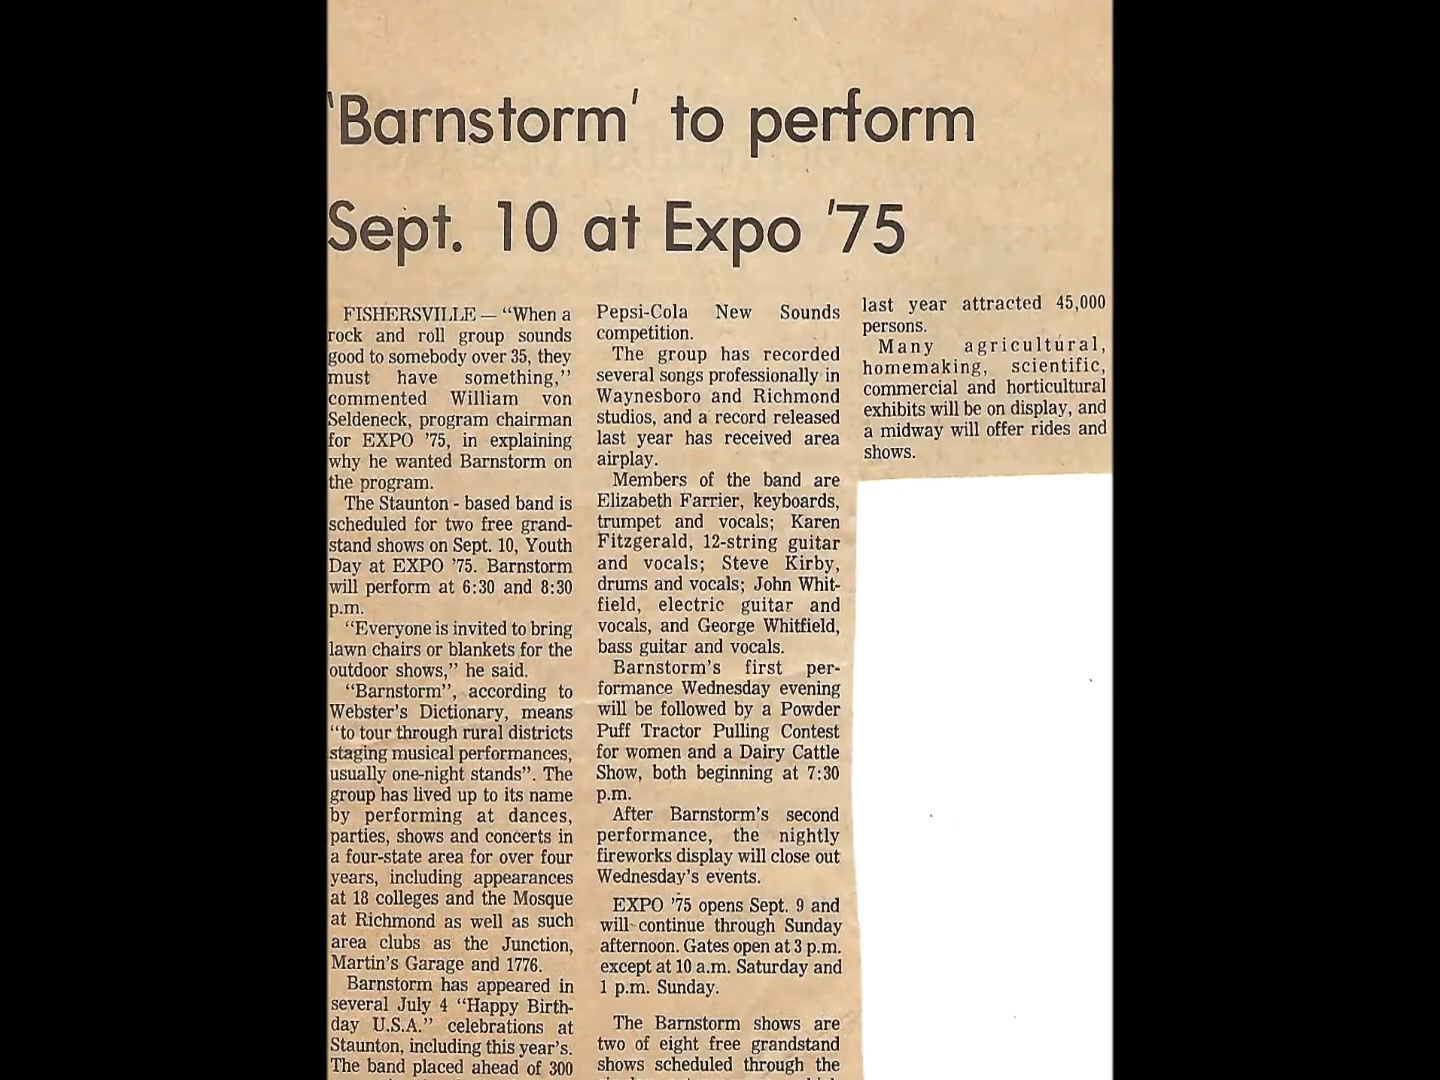 'Barnstorm' to perform
Sept. 10 at Expo '75
FISHERSVILLE — “When a
rock and roll group sounds
good to somebody over 35, they
must have something,”
commented William von
Seldeneck, program chairman
for EXPO '75, in explaining
why he wanted Barnstorm on
the program.
The Staunton - based band is
scheduled for two free grand-
stand shows on Sept. 10, Youth
Day at EXPO '75. Barnstorm
will perform at 6:30 and 8:30
p.m.
“Everyone is invited to bring
lawn chairs or blankets for the
outdoor shows,” he said.
“Barnstorm”, according to
Webster's Dictionary, means
“to tour through rural districts
staging musical performances,
usually one-night stands”. The
group has lived up to its name
by performing at dances,
parties, shows and concerts in
a four-state area for over four
years, including appearances
at 18 colleges and the Mosque
at Richmond as well as such
area clubs as the Junction,
Martin's Garage and 1776.
Barnstorm has appeared in
several July 4 “Happy Birth-
day U.S.A.” celebrations at
Staunton, including this year's.
The band placed ahead of 300
Pepsi-Cola New Sounds
competition.
The group has recorded
several songs professionally in
Waynesboro and Richmond
studios, and a record released
last year has received area
airplay.
Members of the band are
Elizabeth Farrier, keyboards,
trumpet and vocals; Karen
Fitzgerald, 12-string guitar
and vocals; Steve Kirby,
drums and vocals; John Whit-
field, electric guitar and
vocals, and George Whitfield,
bass guitar and vocals.
Barnstorm's first per-
formance Wednesday evening
will be followed by a Powder
Puff Tractor Pulling Contest
for women and a Dairy Cattle
Show, both beginning at 7:30
p.m.
After Barnstorm's second
performance, the nightly
fireworks display will close out
Wednesday's events.
EXPO '75 opens Sept. 9 and
will continue through Sunday
afternoon. Gates open at 3 p.m.
except at 10 a.m. Saturday and
1 p.m. Sunday.
The Barnstorm shows are
two of eight free grandstand
shows scheduled through the
last year attracted 45,000
persons.
Many agricultural,
homemaking, scientific,
commercial and horticultural
exhibits will be on display, and
a midway will offer rides and
shows.